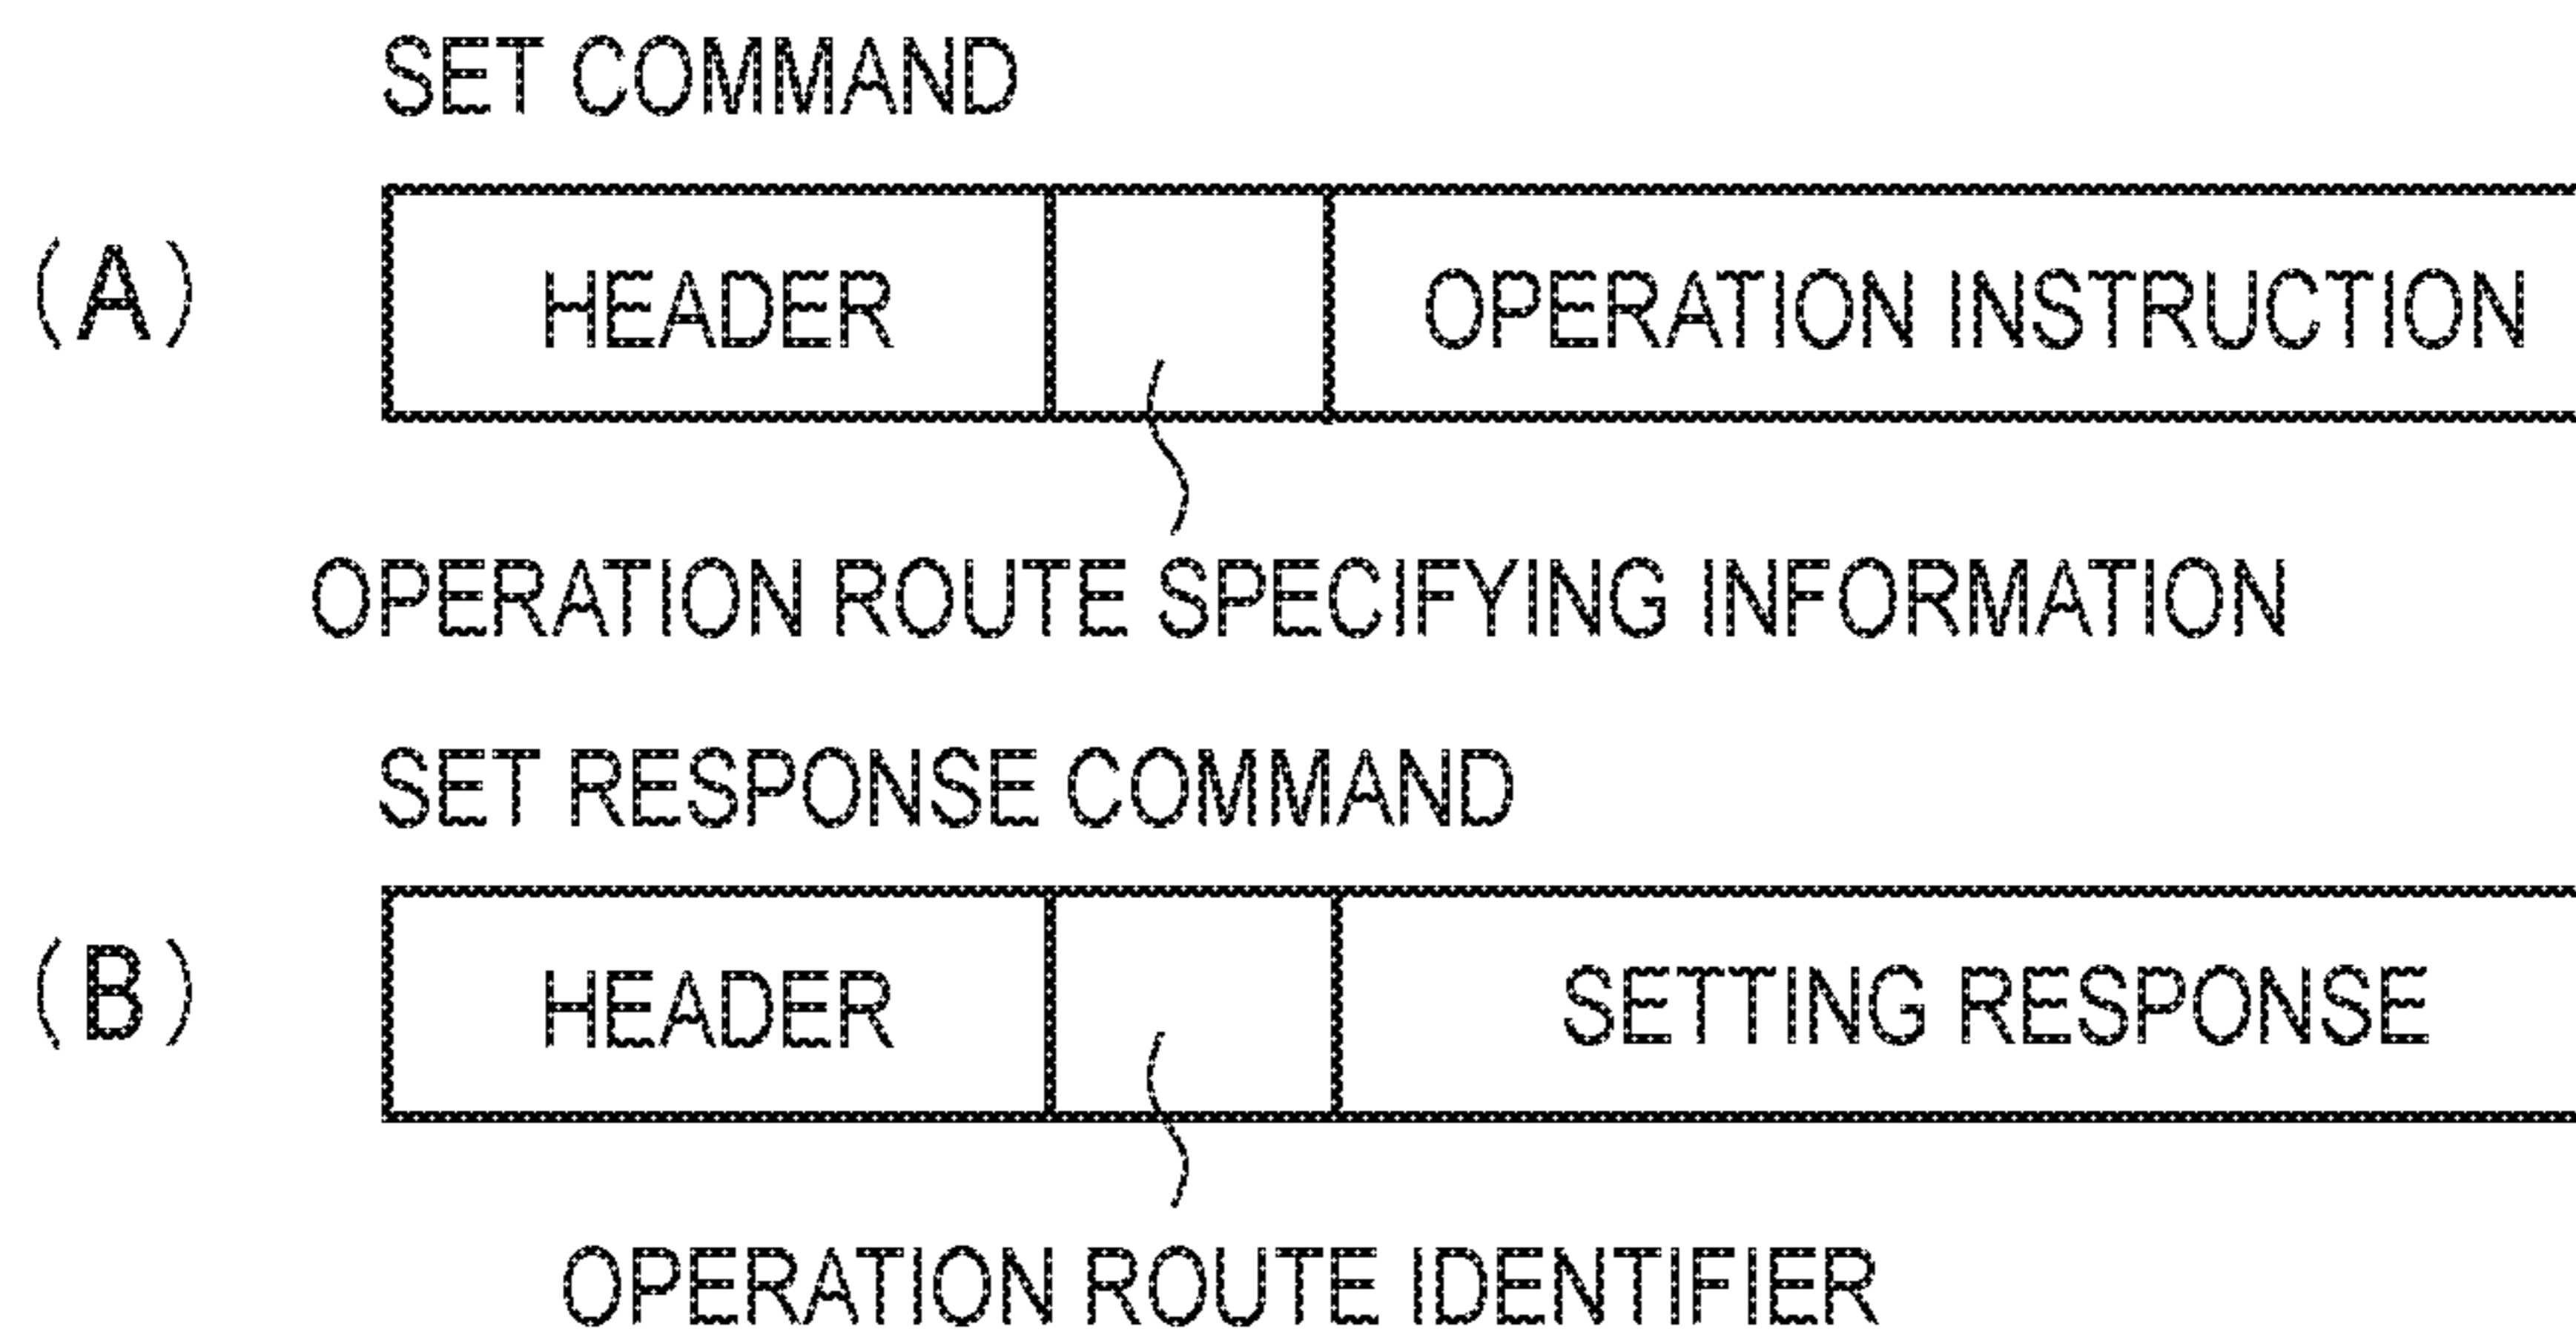 SET COMMAND
(A) HEADER OPERATION INSTRUCTION
OPERATION ROUTE SPECIFYING INFORMATION
SET RESPONSE COMMAND
(B) HEADER SETTING RESPONSE
OPERATION ROUTE IDENTIFIER